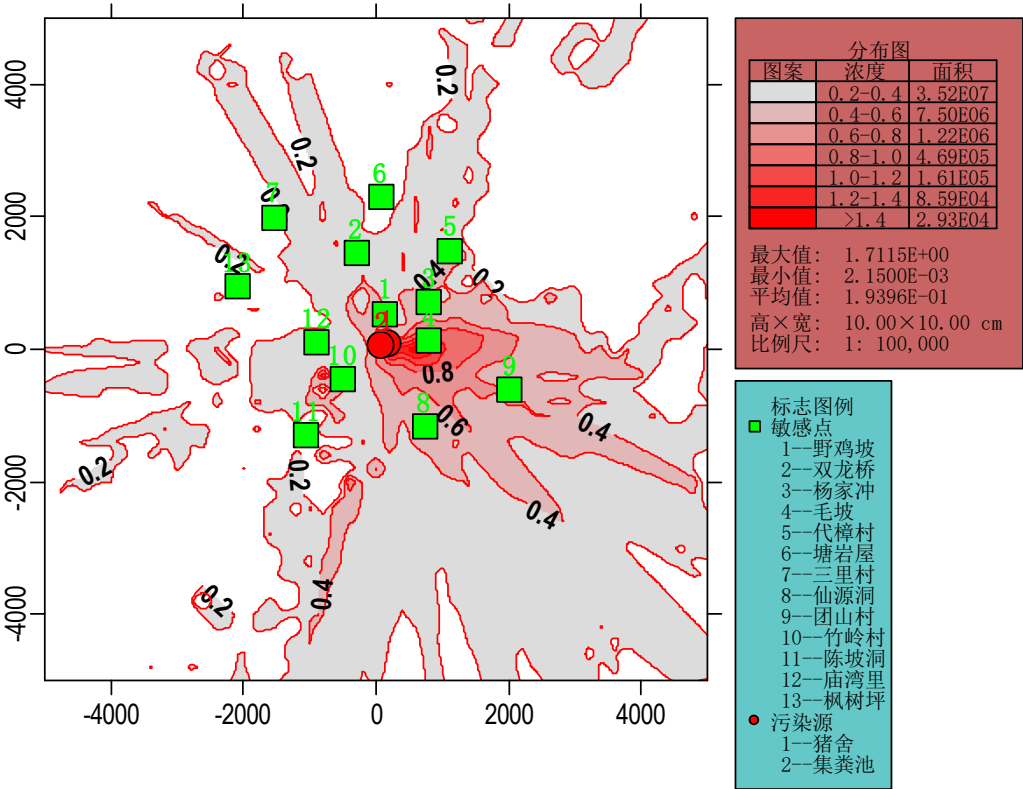 分布图
图案 浓度 面积
0.2-0.4 3.52E07
0.4-0.6 7.50E06
0.6-0.8 1.22E06
0.8-1.0 4.69E05
1.0-1.2 1.61E05
1.2-1.4 8.59E04
>1.4 2.93E04
最大值: 1.7115E+00
最小值: 2.1500E-03
平均值: 1.9396E-01
高×宽: 10.00×10.00 cm
比例尺: 1: 100,000
标志图例
敏感点
1--野鸡坡
2--双龙桥
3--杨家冲
4--毛坡
5--代樟村
6--塘岩屋
7--三里村
8--仙源洞
9--团山村
10--竹岭村
11--陈坡洞
12--庙湾里
13--枫树坪
污染源
1--猪舍
2--集粪池
4000
2000
0
-2000
-4000
-4000
-2000
0
2000
4000
0.2
0.2
0.2
0.2
0.4
0.2
0.8
0.6
0.4
0.4
0.2
0.2
0.4
0.2
1
2
3
4
5
6
7
8
9
10
11
12
13